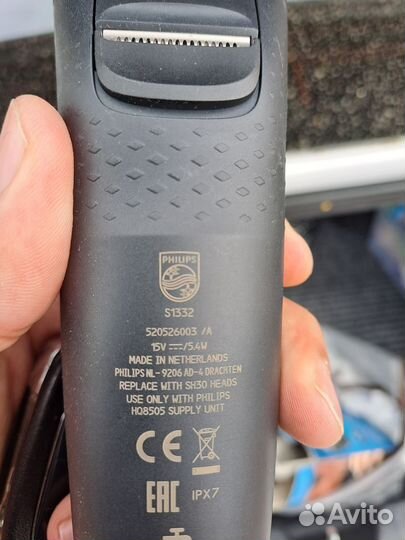 PHILIPS
S1332
520526003 /A
15V ⎓/5.4W
MADE IN NETHERLANDS
PHILIPS NL-9206 AD-4 DRACHTEN
REPLACE WITH SH30 HEADS
USE ONLY WITH PHILIPS
HQ8505 SUPPLY UNIT
CE
EAC IPX7
Avito